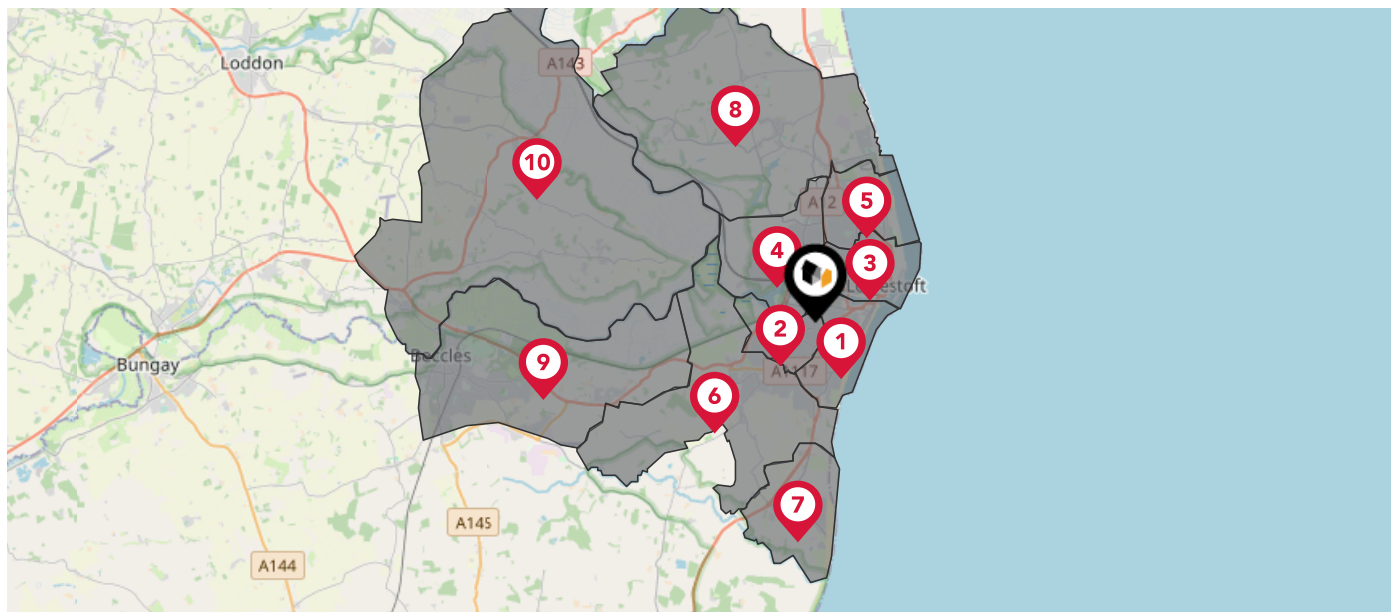 Loddon
A143
8
10
5
A12
4
3
Lowestoft
2
1
Beccles
9
Bungay
A1117
6
7
A145
A144